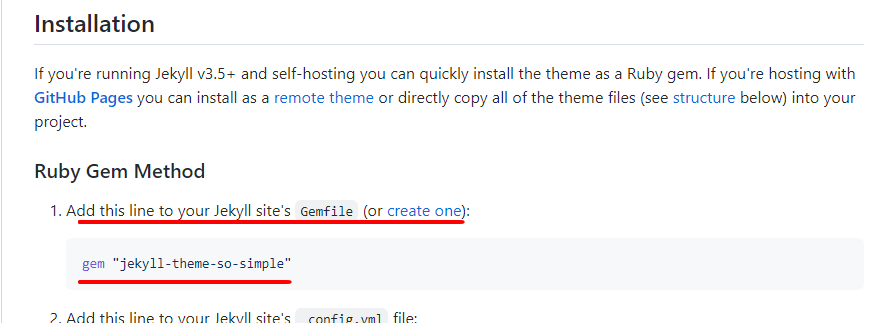 Installation
If you're running Jekyll v3.5+ and self-hosting you can quickly install the theme as a Ruby gem. If you're hosting with
GitHub Pages you can install as a remote theme or directly copy all of the theme files (see structure below) into your
project.
Ruby Gem Method
1. Add this line to your Jekyll site's Gemfile (or create one):
gem "jekyll-theme-so-simple"
2. Add this line to your Jekyll site's _config.yml file: